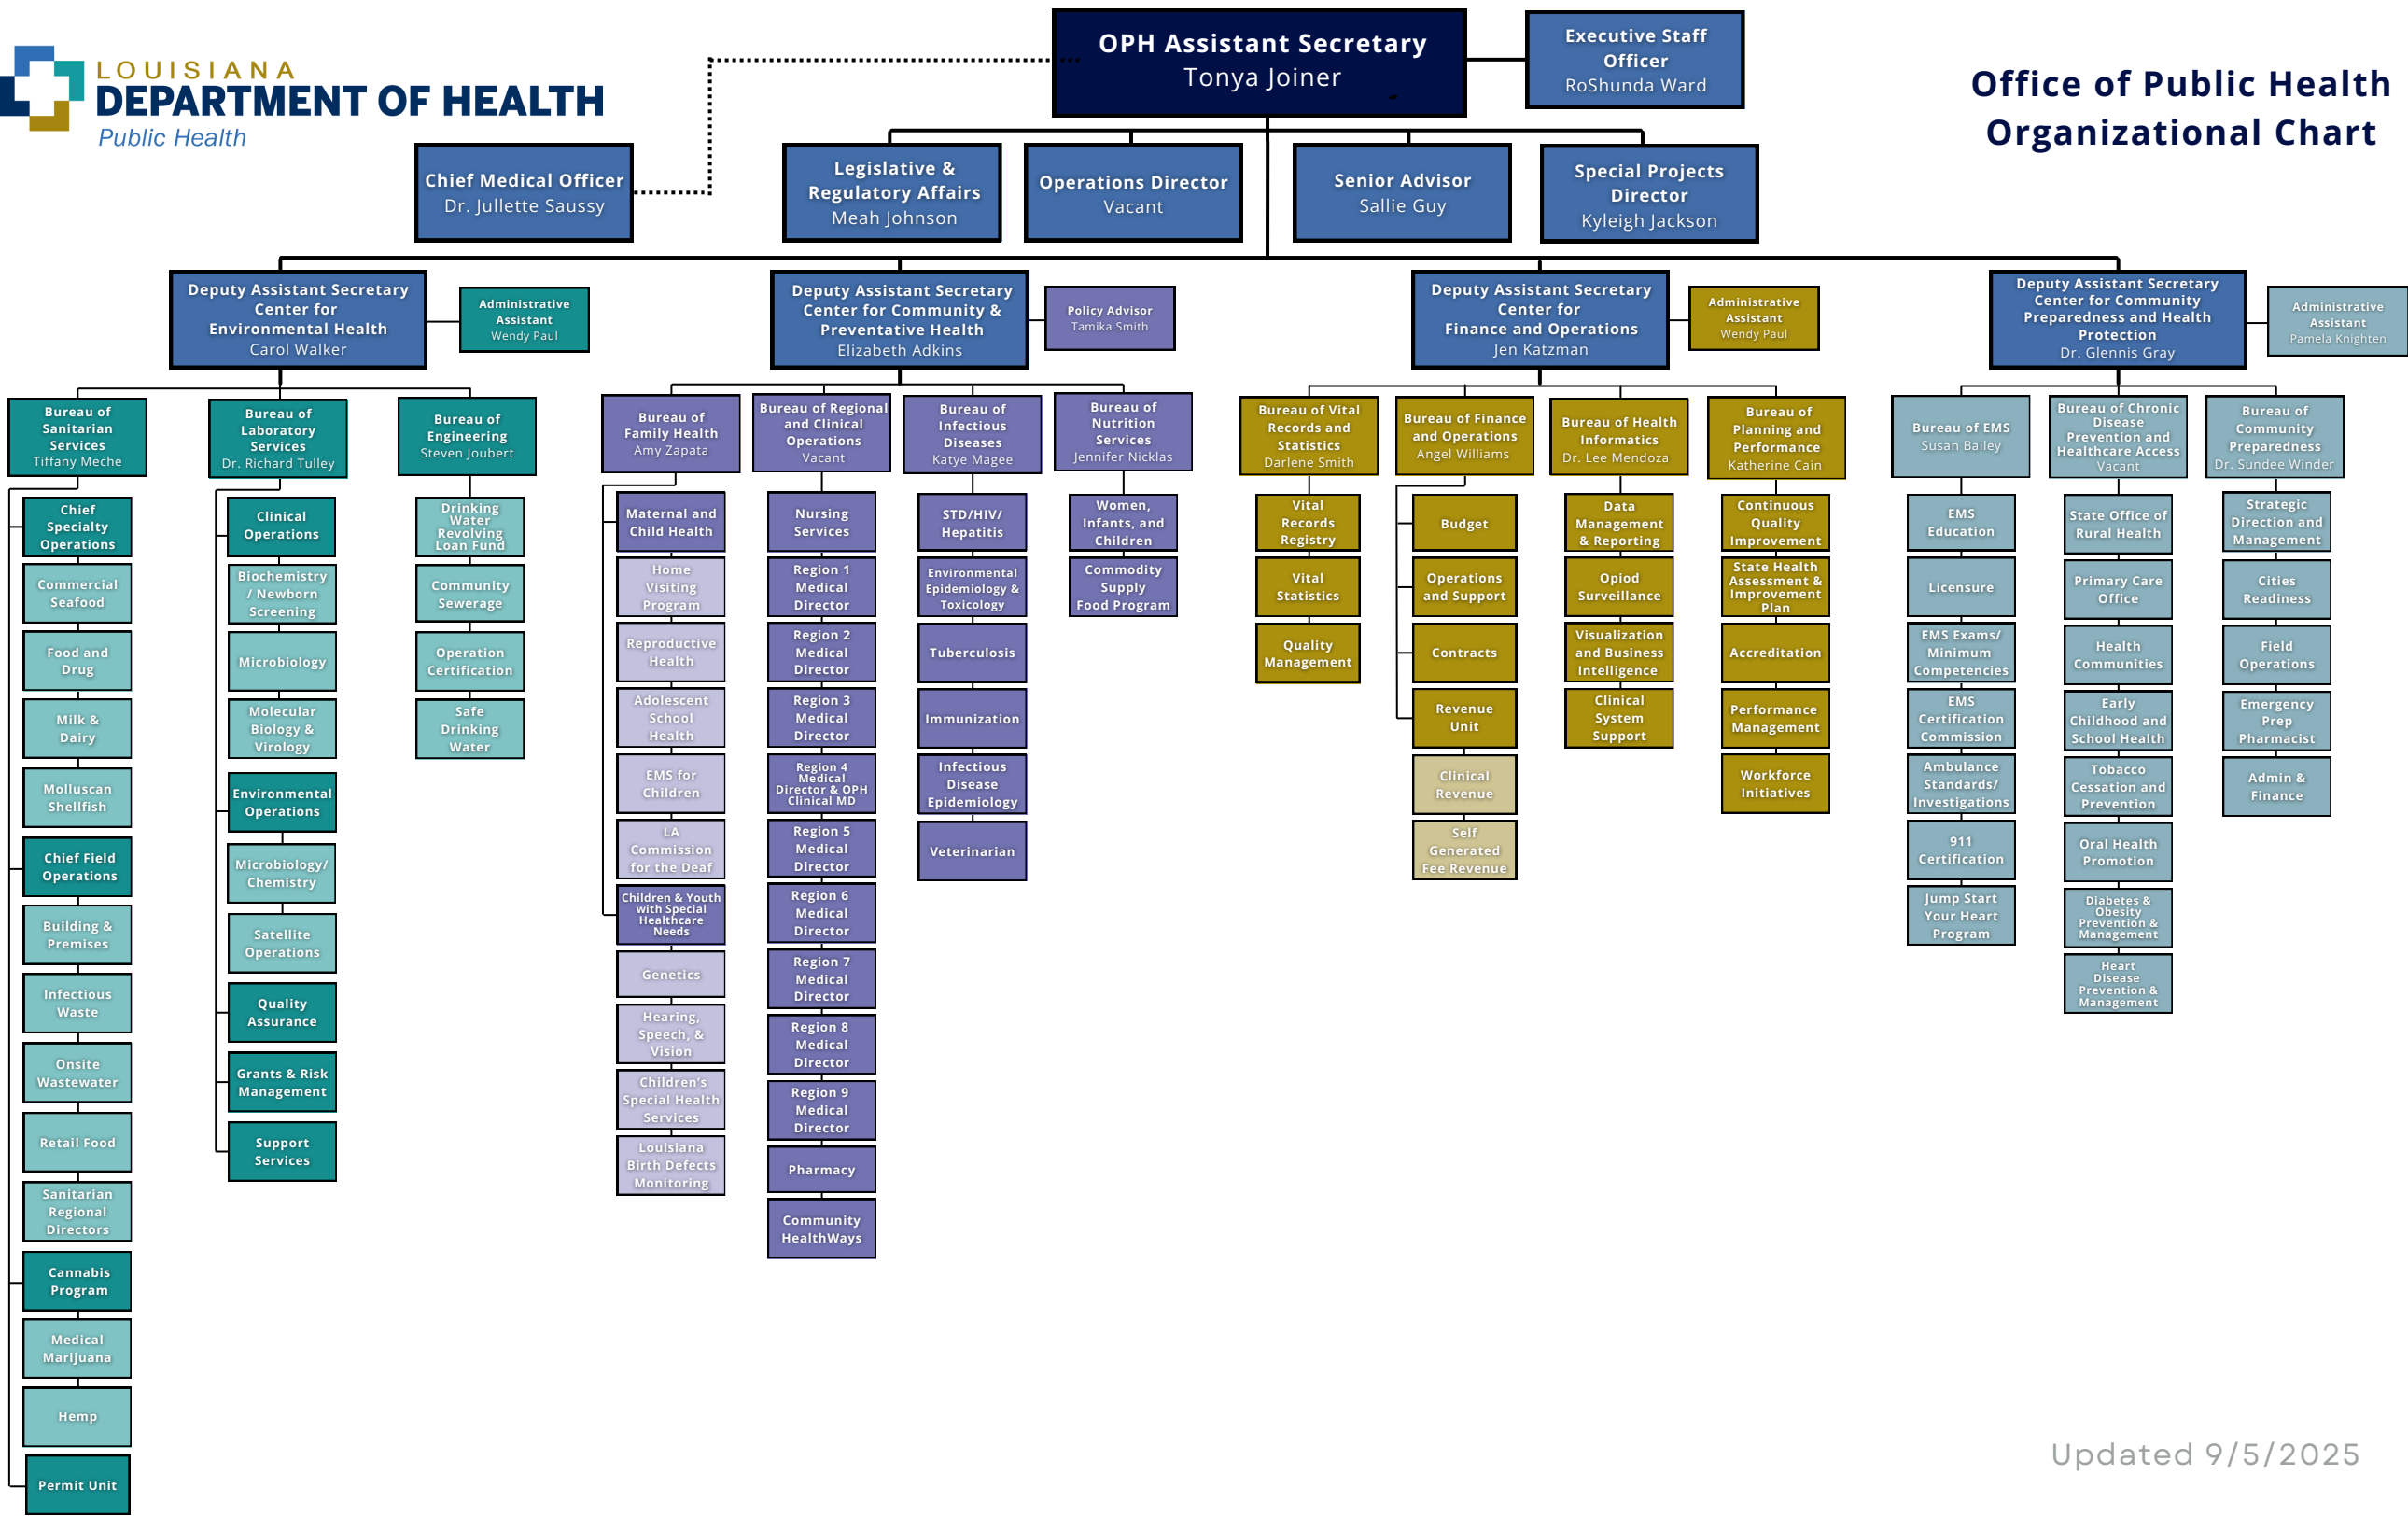 LOUISIANA
DEPARTMENT OF HEALTH
Public Health
OPH Assistant Secretary
Tonya Joiner
Executive Staff
Officer
RoShunda Ward
Office of Public Health
Organizational Chart
Chief Medical Officer
Dr. Jullette Saussy
Legislative &
Regulatory Affairs
Meah Johnson
Operations Director
Vacant
Senior Advisor
Sallie Guy
Special Projects
Director
Kyleigh Jackson
Deputy Assistant Secretary
Center for
Environmental Health
Carol Walker
Administrative
Assistant
Wendy Paul
Deputy Assistant Secretary
Center for Community &
Preventative Health
Elizabeth Adkins
Policy Advisor
Tamika Smith
Deputy Assistant Secretary
Center for
Finance and Operations
Jen Katzman
Administrative
Assistant
Wendy Paul
Deputy Assistant Secretary
Center for Community
Preparedness and Health
Protection
Dr. Glennis Gray
Administrative
Assistant
Pamela Knighten
Bureau of
Sanitarian
Services
Tiffany Meche
Chief
Specialty
Operations
Commercial
Seafood
Food and
Drug
Milk &
Dairy
Molluscan
Shellfish
Chief Field
Operations
Building &
Premises
Infectious
Waste
Onsite
Wastewater
Retail Food
Sanitarian
Regional
Directors
Cannabis
Program
Medical
Marijuana
Hemp
Permit Unit
Bureau of
Laboratory
Services
Dr. Richard Tulley
Clinical
Operations
Biochemistry
/ Newborn
Screening
Microbiology
Molecular
Biology &
Virology
Environmental
Operations
Microbiology/
Chemistry
Satellite
Operations
Quality
Assurance
Grants & Risk
Management
Support
Services
Bureau of
Engineering
Steven Joubert
Drinking
Water
Revolving
Loan Fund
Community
Sewerage
Operation
Certification
Safe
Drinking
Water
Bureau of
Family Health
Amy Zapata
Maternal and
Child Health
Home
Visiting
Program
Reproductive
Health
Adolescent
School
Health
EMS for
Children
LA
Commission
for the Deaf
Children & Youth
with Special
Healthcare
Needs
Genetics
Hearing,
Speech, &
Vision
Children's
Special Health
Services
Louisiana
Birth Defects
Monitoring
Bureau of Regional
and Clinical
Operations
Vacant
Nursing
Services
Region 1
Medical
Director
Region 2
Medical
Director
Region 3
Medical
Director
Region 4
Medical
Director & OPH
Clinical MD
Region 5
Medical
Director
Region 6
Medical
Director
Region 7
Medical
Director
Region 8
Medical
Director
Region 9
Medical
Director
Pharmacy
Community
HealthWays
Bureau of
Infectious
Diseases
Katye Magee
STD/HIV/
Hepatitis
Environmental
Epidemiology &
Toxicology
Tuberculosis
Immunization
Infectious
Disease
Epidemiology
Veterinarian
Bureau of
Nutrition
Services
Jennifer Nicklas
Women,
Infants, and
Children
Commodity
Supply
Food Program
Bureau of Vital
Records and
Statistics
Darlene Smith
Vital
Records
Registry
Vital
Statistics
Quality
Management
Bureau of Finance
and Operations
Angel Williams
Budget
Operations
and Support
Contracts
Revenue
Unit
Clinical
Revenue
Self
Generated
Fee Revenue
Bureau of Health
Informatics
Dr. Lee Mendoza
Data
Management
& Reporting
Opiod
Surveillance
Visualization
and Business
Intelligence
Clinical
System
Support
Bureau of
Planning and
Performance
Katherine Cain
Continuous
Quality
Improvement
State Health
Assessment &
Improvement
Plan
Accreditation
Performance
Management
Workforce
Initiatives
Bureau of EMS
Susan Bailey
EMS
Education
Licensure
EMS Exams/
Minimum
Competencies
EMS
Certification
Commission
Ambulance
Standards/
Investigations
911
Certification
Jump Start
Your Heart
Program
Bureau of Chronic
Disease
Prevention and
Healthcare Access
Vacant
State Office of
Rural Health
Primary Care
Office
Health
Communities
Early
Childhood and
School Health
Tobacco
Cessation and
Prevention
Oral Health
Promotion
Diabetes &
Obesity
Prevention &
Management
Heart
Disease
Prevention &
Management
Bureau of
Community
Preparedness
Dr. Sundee Winder
Strategic
Direction and
Management
Cities
Readiness
Field
Operations
Emergency
Prep
Pharmacist
Admin &
Finance
Updated 9/5/2025